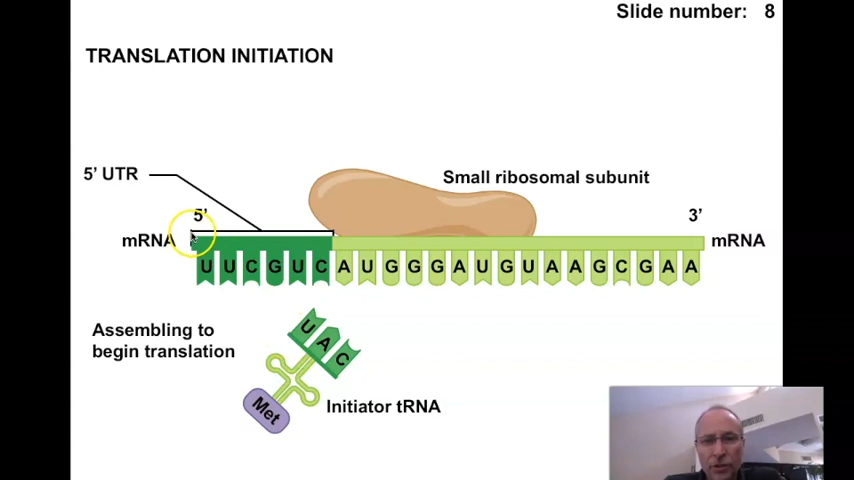 Slide number: 8
TRANSLATION INITIATION
5' UTR
Small ribosomal subunit
5'
3'
mRNA
mRNA
U U C G U C A U G G G A U G U A A G C G A A
Assembling to
begin translation
U A C
Met
Initiator tRNA